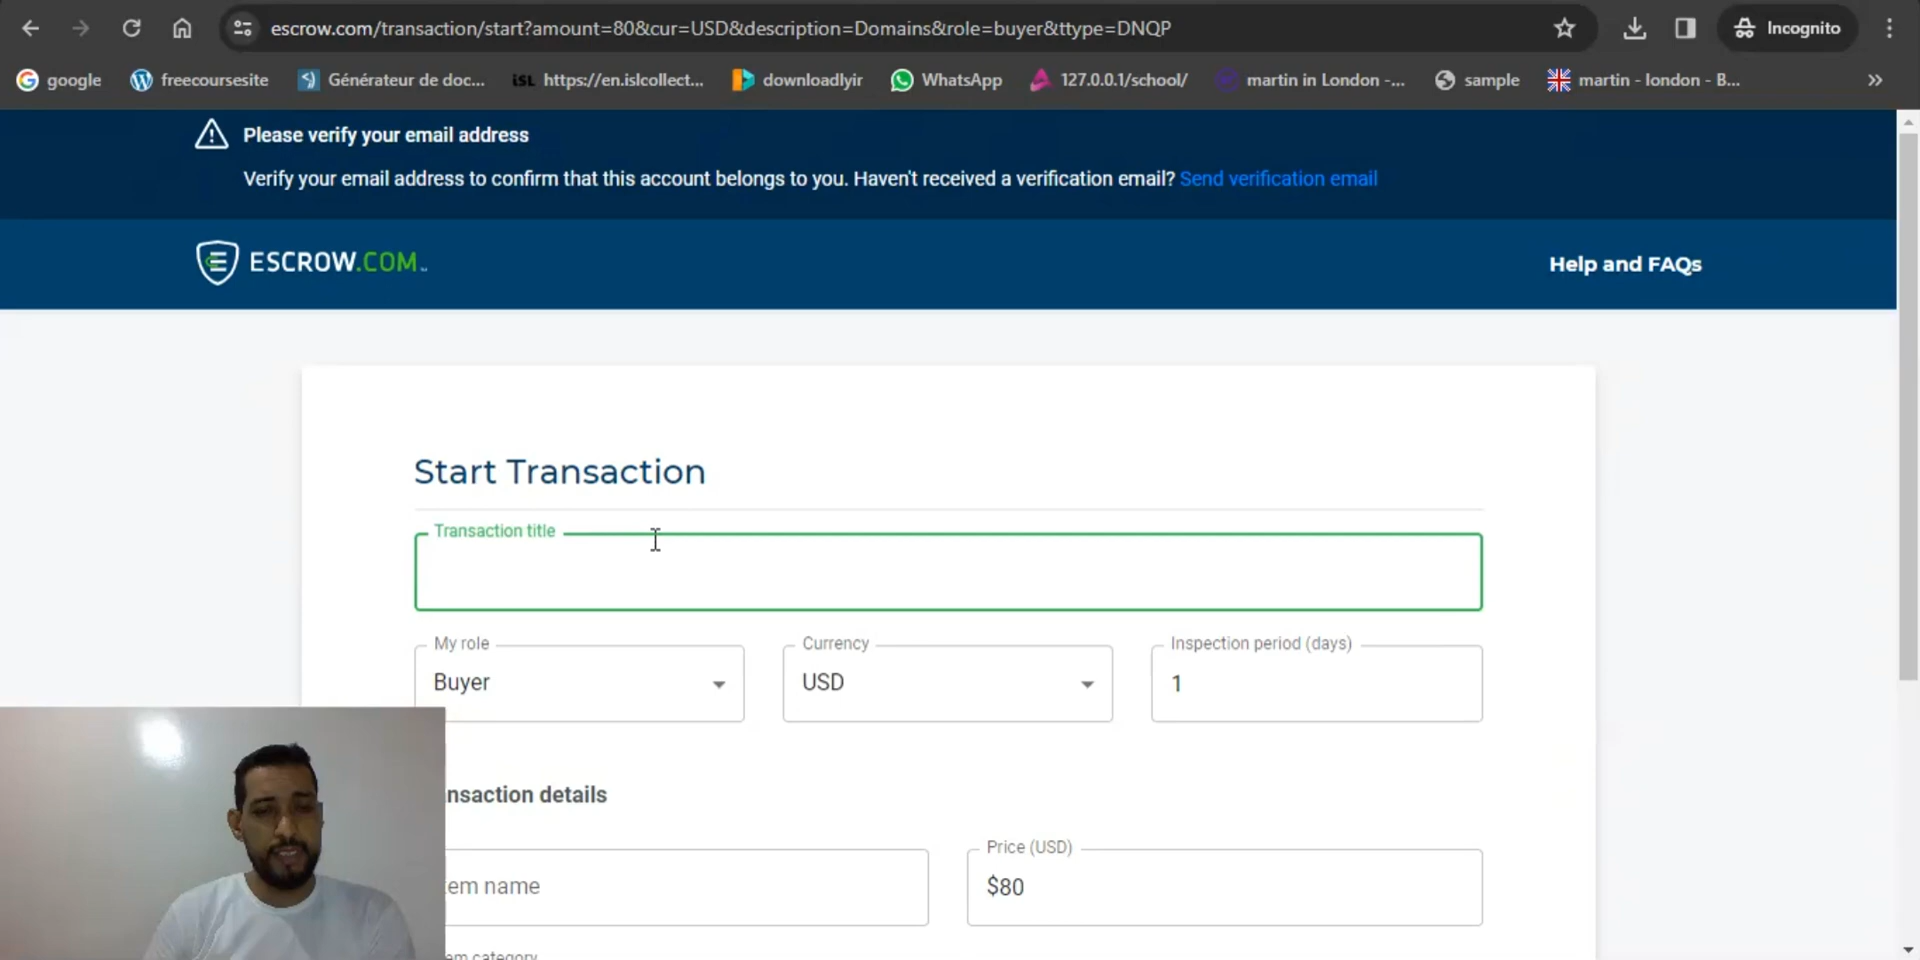 escrow.com/transaction/start?amount=80&cur=USD&description=Domains&role=buyer&ttype=DNQP
Incognito
google freecoursesite Générateur de doc... ısʟ https://en.islcollect... downloadlyir WhatsApp 127.0.0.1/school/ martin in London -... sample martin - london - B...
Please verify your email address
Verify your email address to confirm that this account belongs to you. Haven't received a verification email? Send verification email
ESCROW.COM
Help and FAQs
Start Transaction
Transaction title
My role Currency Inspection period (days)
Buyer USD 1
nsaction details
Price (USD)
em name $80
em category